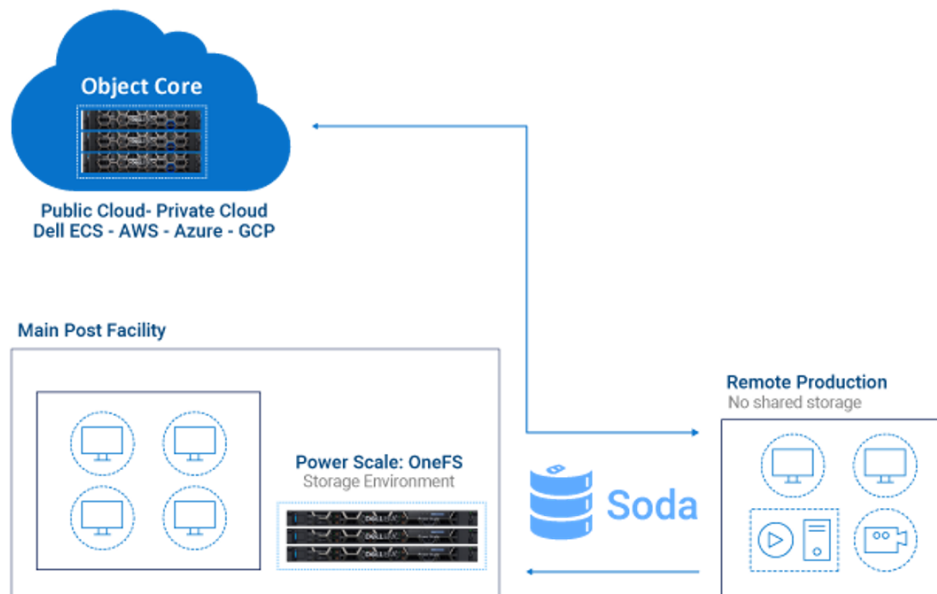 Object Core
Public Cloud- Private Cloud
Dell ECS - AWS - Azure - GCP
Main Post Facility
Power Scale: OneFS
Storage Environment
Remote Production
No shared storage
Soda